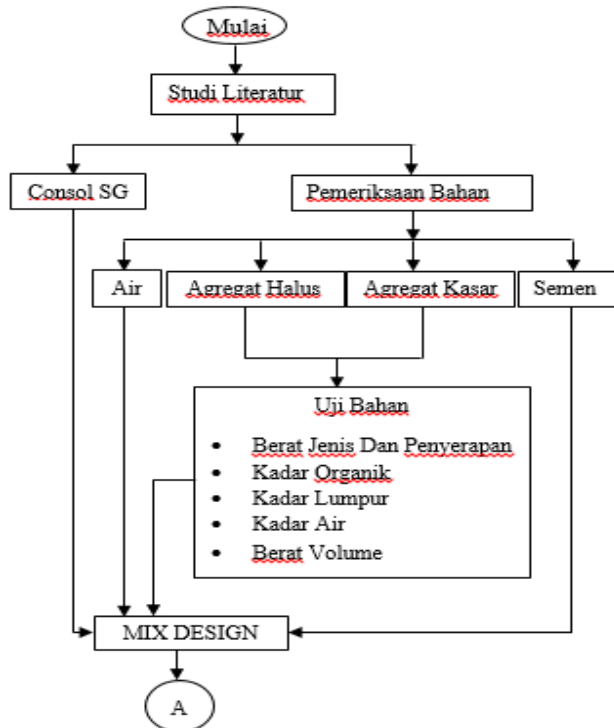 Mulai
Studi Literatur
Consol SG
Pemeriksaan Bahan
Air
Agregat Halus
Agregat Kasar
Semen
Uji Bahan
• Berat Jenis Dan Penyerapan
• Kadar Organik
• Kadar Lumpur
• Kadar Air
• Berat Volume
MIX DESIGN
A